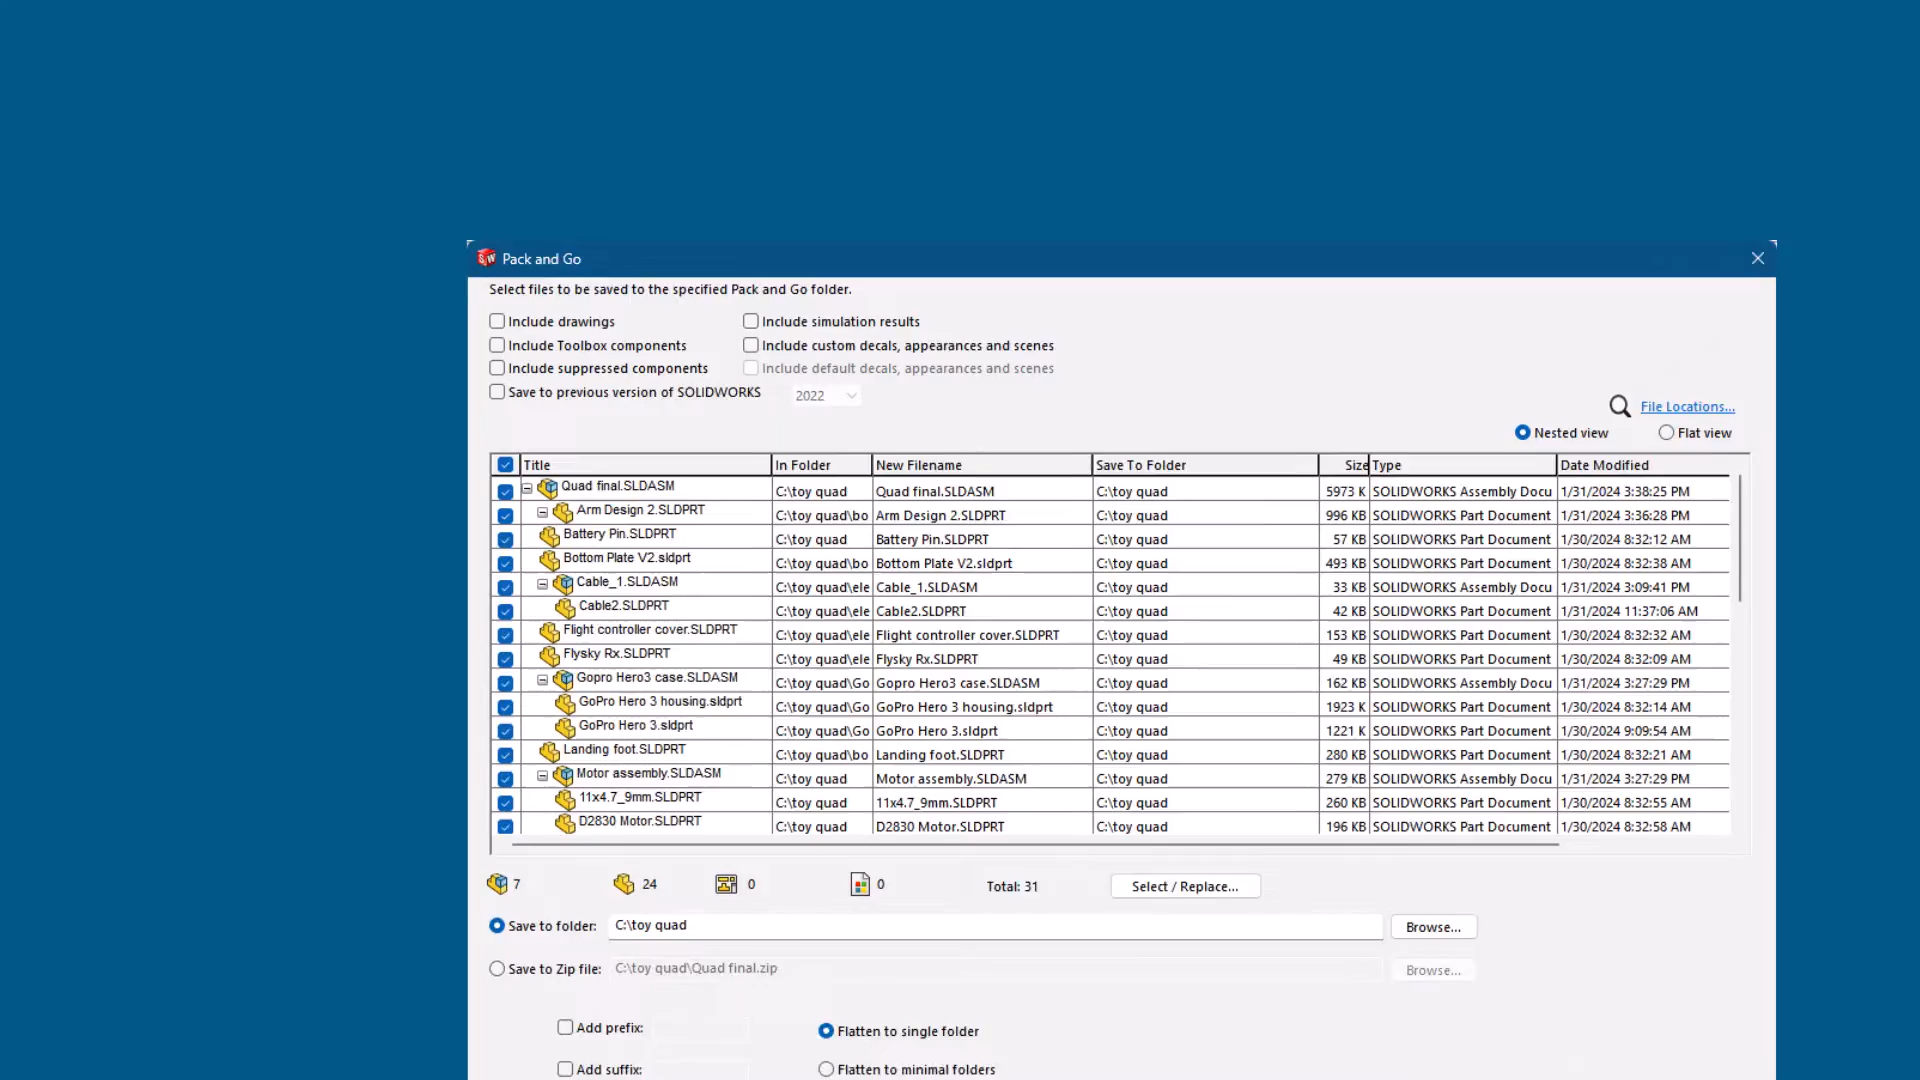 Pack and Go
Select files to be saved to the specified Pack and Go folder.
Include drawings
Include simulation results
Include Toolbox components
Include custom decals, appearances and scenes
Include suppressed components
Include default decals, appearances and scenes
Save to previous version of SOLIDWORKS 2022
File Locations...
Nested view Flat view
Title In Folder New Filename Save To Folder Size Type Date Modified
Quad final.SLDASM C:\toy quad Quad final.SLDASM C:\toy quad 5973 K SOLIDWORKS Assembly Docu 1/31/2024 3:38:25 PM
Arm Design 2.SLDPRT C:\toy quad\bo Arm Design 2.SLDPRT C:\toy quad 996 KB SOLIDWORKS Part Document 1/31/2024 3:36:28 PM
Battery Pin.SLDPRT C:\toy quad Battery Pin.SLDPRT C:\toy quad 57 KB SOLIDWORKS Part Document 1/30/2024 8:32:12 AM
Bottom Plate V2.sldprt C:\toy quad\bo Bottom Plate V2.sldprt C:\toy quad 493 KB SOLIDWORKS Part Document 1/30/2024 8:32:38 AM
Cable_1.SLDASM C:\toy quad\ele Cable_1.SLDASM C:\toy quad 33 KB SOLIDWORKS Assembly Docu 1/31/2024 3:09:41 PM
Cable2.SLDPRT C:\toy quad\ele Cable2.SLDPRT C:\toy quad 42 KB SOLIDWORKS Part Document 1/31/2024 11:37:06 AM
Flight controller cover.SLDPRT C:\toy quad\ele Flight controller cover.SLDPRT C:\toy quad 153 KB SOLIDWORKS Part Document 1/30/2024 8:32:32 AM
Flysky Rx.SLDPRT C:\toy quad\ele Flysky Rx.SLDPRT C:\toy quad 49 KB SOLIDWORKS Part Document 1/30/2024 8:32:09 AM
Gopro Hero3 case.SLDASM C:\toy quad\Go Gopro Hero3 case.SLDASM C:\toy quad 162 KB SOLIDWORKS Assembly Docu 1/31/2024 3:27:29 PM
GoPro Hero 3 housing.sldprt C:\toy quad\Go GoPro Hero 3 housing.sldprt C:\toy quad 1923 K SOLIDWORKS Part Document 1/30/2024 8:32:14 AM
GoPro Hero 3.sldprt C:\toy quad\Go GoPro Hero 3.sldprt C:\toy quad 1221 K SOLIDWORKS Part Document 1/30/2024 9:09:54 AM
Landing foot.SLDPRT C:\toy quad\bo Landing foot.SLDPRT C:\toy quad 280 KB SOLIDWORKS Part Document 1/30/2024 8:32:21 AM
Motor assembly.SLDASM C:\toy quad Motor assembly.SLDASM C:\toy quad 279 KB SOLIDWORKS Assembly Docu 1/31/2024 3:27:29 PM
11x4.7_9mm.SLDPRT C:\toy quad 11x4.7_9mm.SLDPRT C:\toy quad 260 KB SOLIDWORKS Part Document 1/30/2024 8:32:55 AM
D2830 Motor.SLDPRT C:\toy quad D2830 Motor.SLDPRT C:\toy quad 196 KB SOLIDWORKS Part Document 1/30/2024 8:32:58 AM
7 24 0 0 Total: 31 Select / Replace...
Save to folder: C:\toy quad Browse...
Save to Zip file: C:\toy quad\Quad final.zip Browse...
Add prefix: Flatten to single folder
Add suffix: Flatten to minimal folders